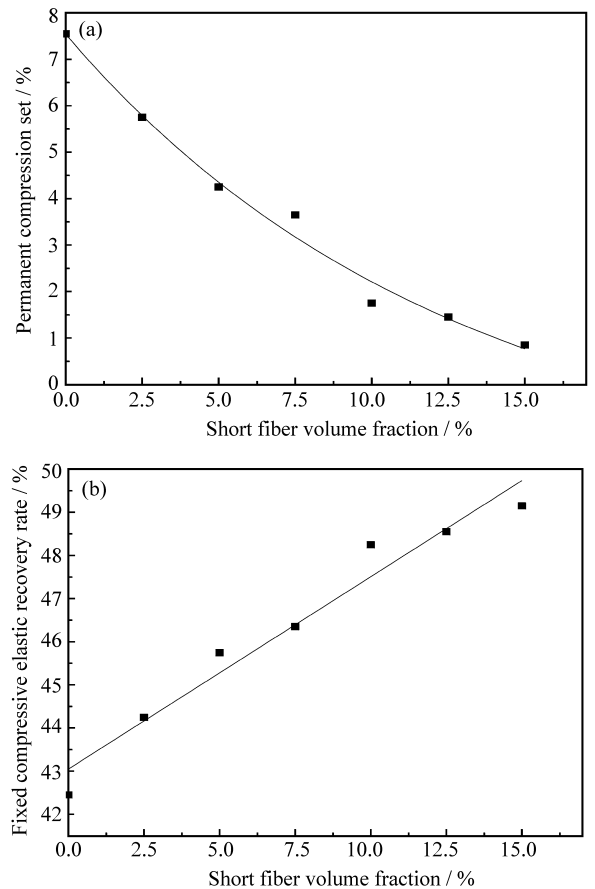 (a)
Permanent compression set / %
8
7
6
5
4
3
2
1
0
0.0 2.5 5.0 7.5 10.0 12.5 15.0
Short fiber volume fraction / %
(b)
Fixed compressive elastic recovery rate / %
50
49
48
47
46
45
44
43
42
0.0 2.5 5.0 7.5 10.0 12.5 15.0
Short fiber volume fraction / %